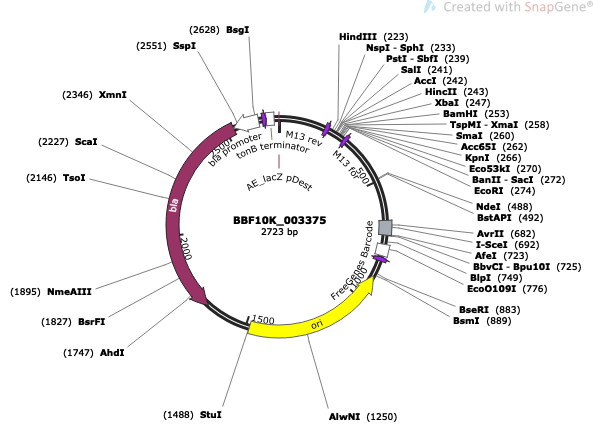 Created with SnapGene®
(2628) BsgI
(2551) SspI
(2346) XmnI
(2227) ScaI
(2146) TsoI
(1895) NmeAIII
(1827) BsrFI
(1747) AhdI
(1488) StuI
HindIII (223)
NspI - SphI (233)
PstI - SbfI (239)
SalI (241)
AccI (242)
HincII (243)
XbaI (247)
BamHI (253)
TspMI - XmaI (258)
SmaI (260)
Acc65I (262)
KpnI (266)
Eco53kI (270)
BanII - SacI (272)
EcoRI (274)
NdeI (488)
BstAPI (492)
AvrII (682)
I-SceI (692)
AfeI (723)
BbvCI - Bpu10I (725)
BlpI (749)
EcoO109I (776)
BseRI (883)
BsmI (889)
AlwNI (1250)
M13 rev
M13 for
bla promoter
tonB terminator
AE_lacZ pDest
FreeGenes Barcode
bla
ori
500
1000
1500
2000
2500
BBF10K_003375
2723 bp